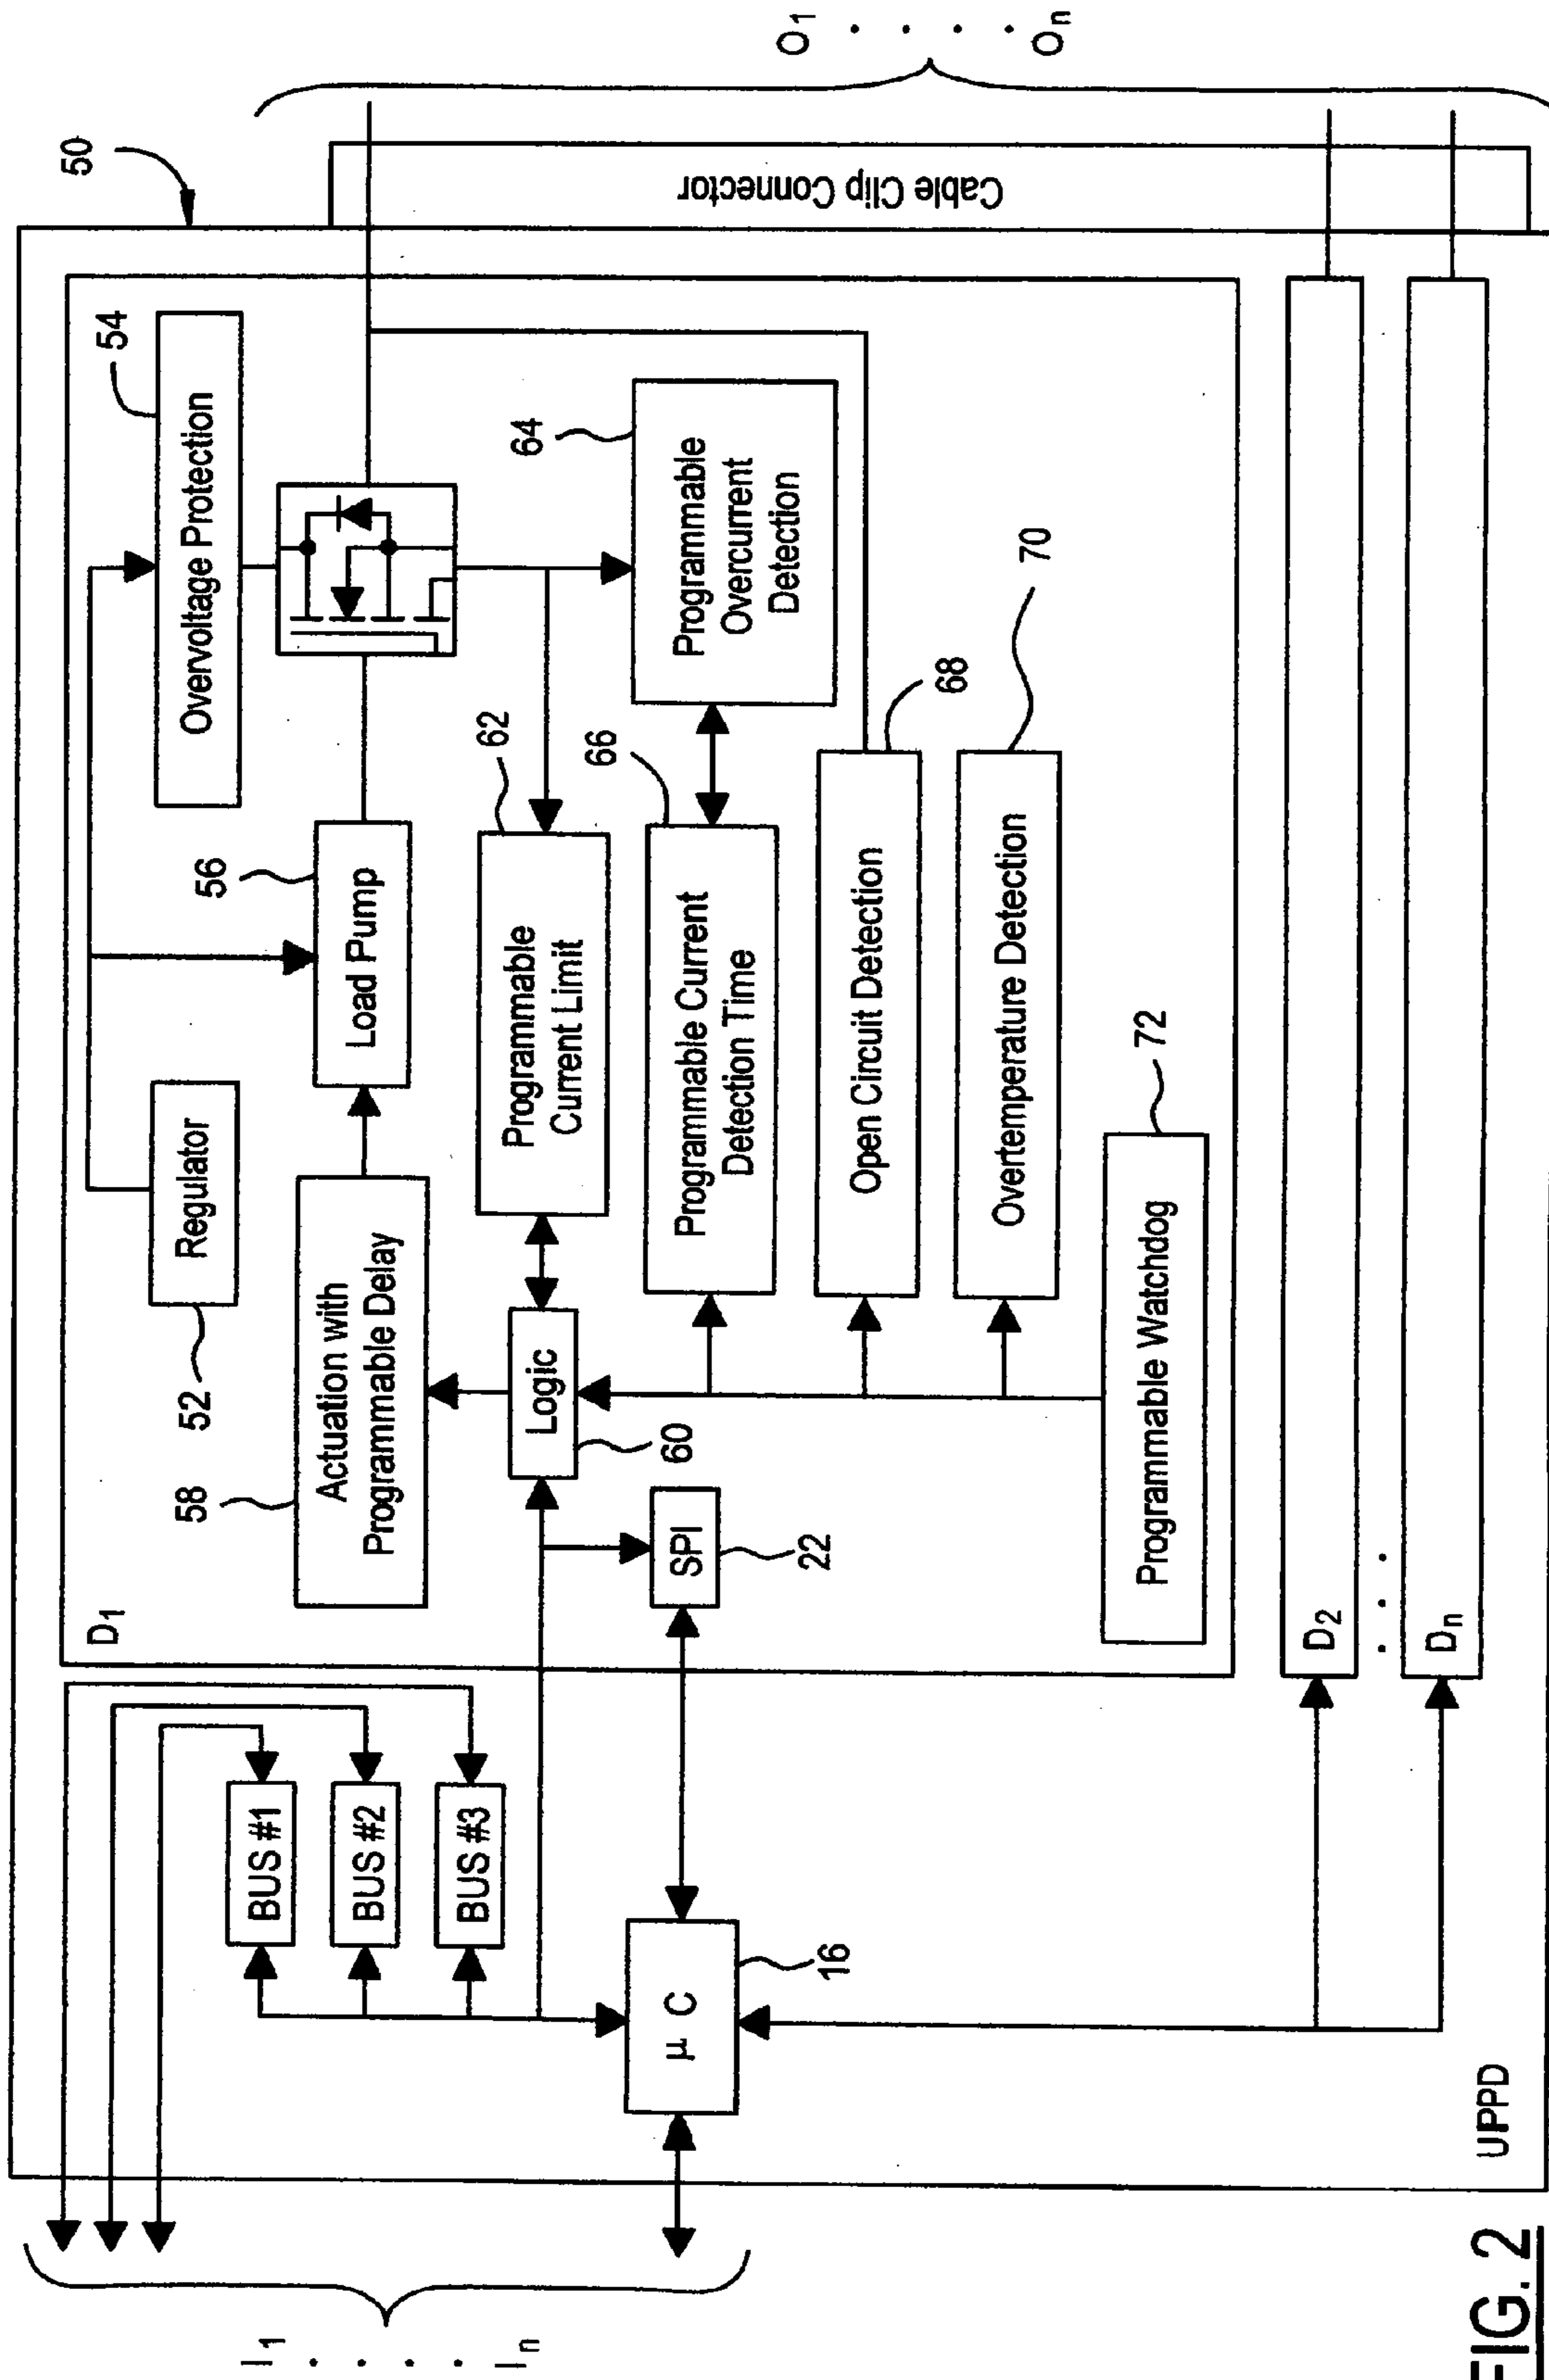 I1
. . . .
In
BUS #1
BUS #2
BUS #3
µ C
16
UPPD
D1
52
Regulator
54
Overvoltage Protection
56
Load Pump
58
Actuation with
Programmable Delay
Logic
60
SPI
22
62
Programmable
Current Limit
64
Programmable
Overcurrent
Detection
66
Programmable Current
Detection Time
68
Open Circuit Detection
70
Overtemperature Detection
72
Programmable Watchdog
D2
. . . .
Dn
50
Cable Clip Connector
O1
. . . .
On
FIG. 2